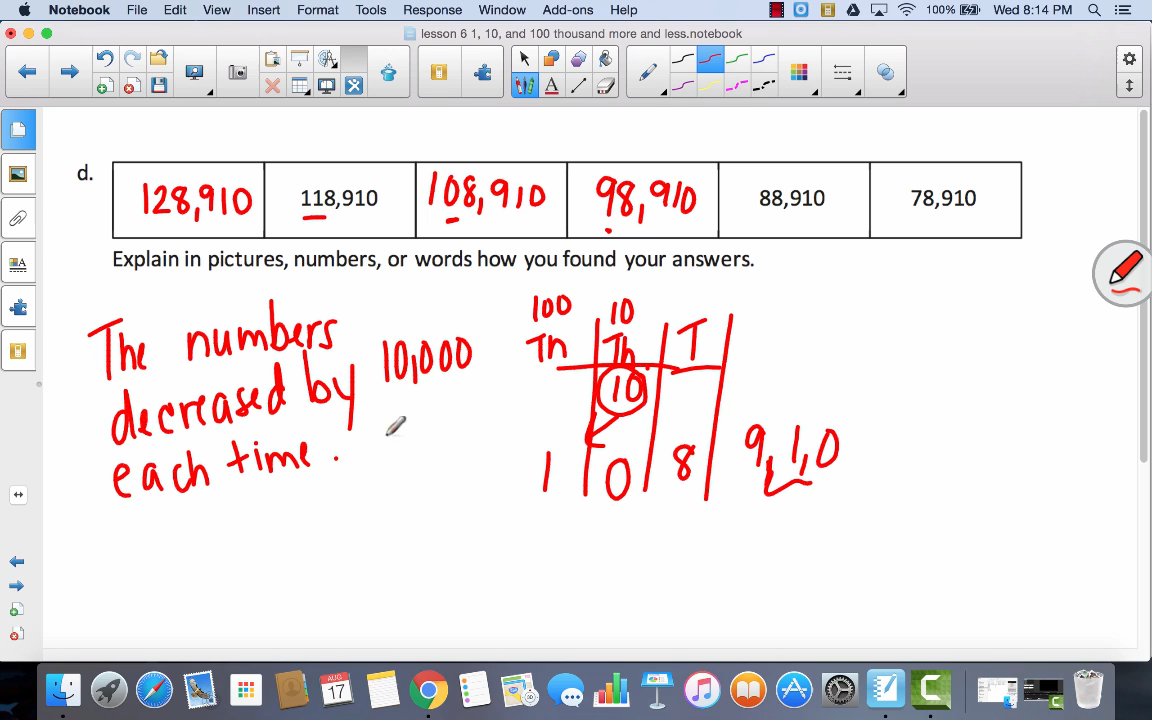 Notebook File Edit View Insert Format Tools Response Window Add-ons Help 100% Wed 8:14 PM
lesson 6 1, 10, and 100 thousand more and less.notebook
d. 128,910 118,910 108,910 98,910 88,910 78,910
Explain in pictures, numbers, or words how you found your answers.
The numbers
decreased by 10,000
each time.
100 10
Th Th T
10
1 0 8 9,1,0
AUG
17